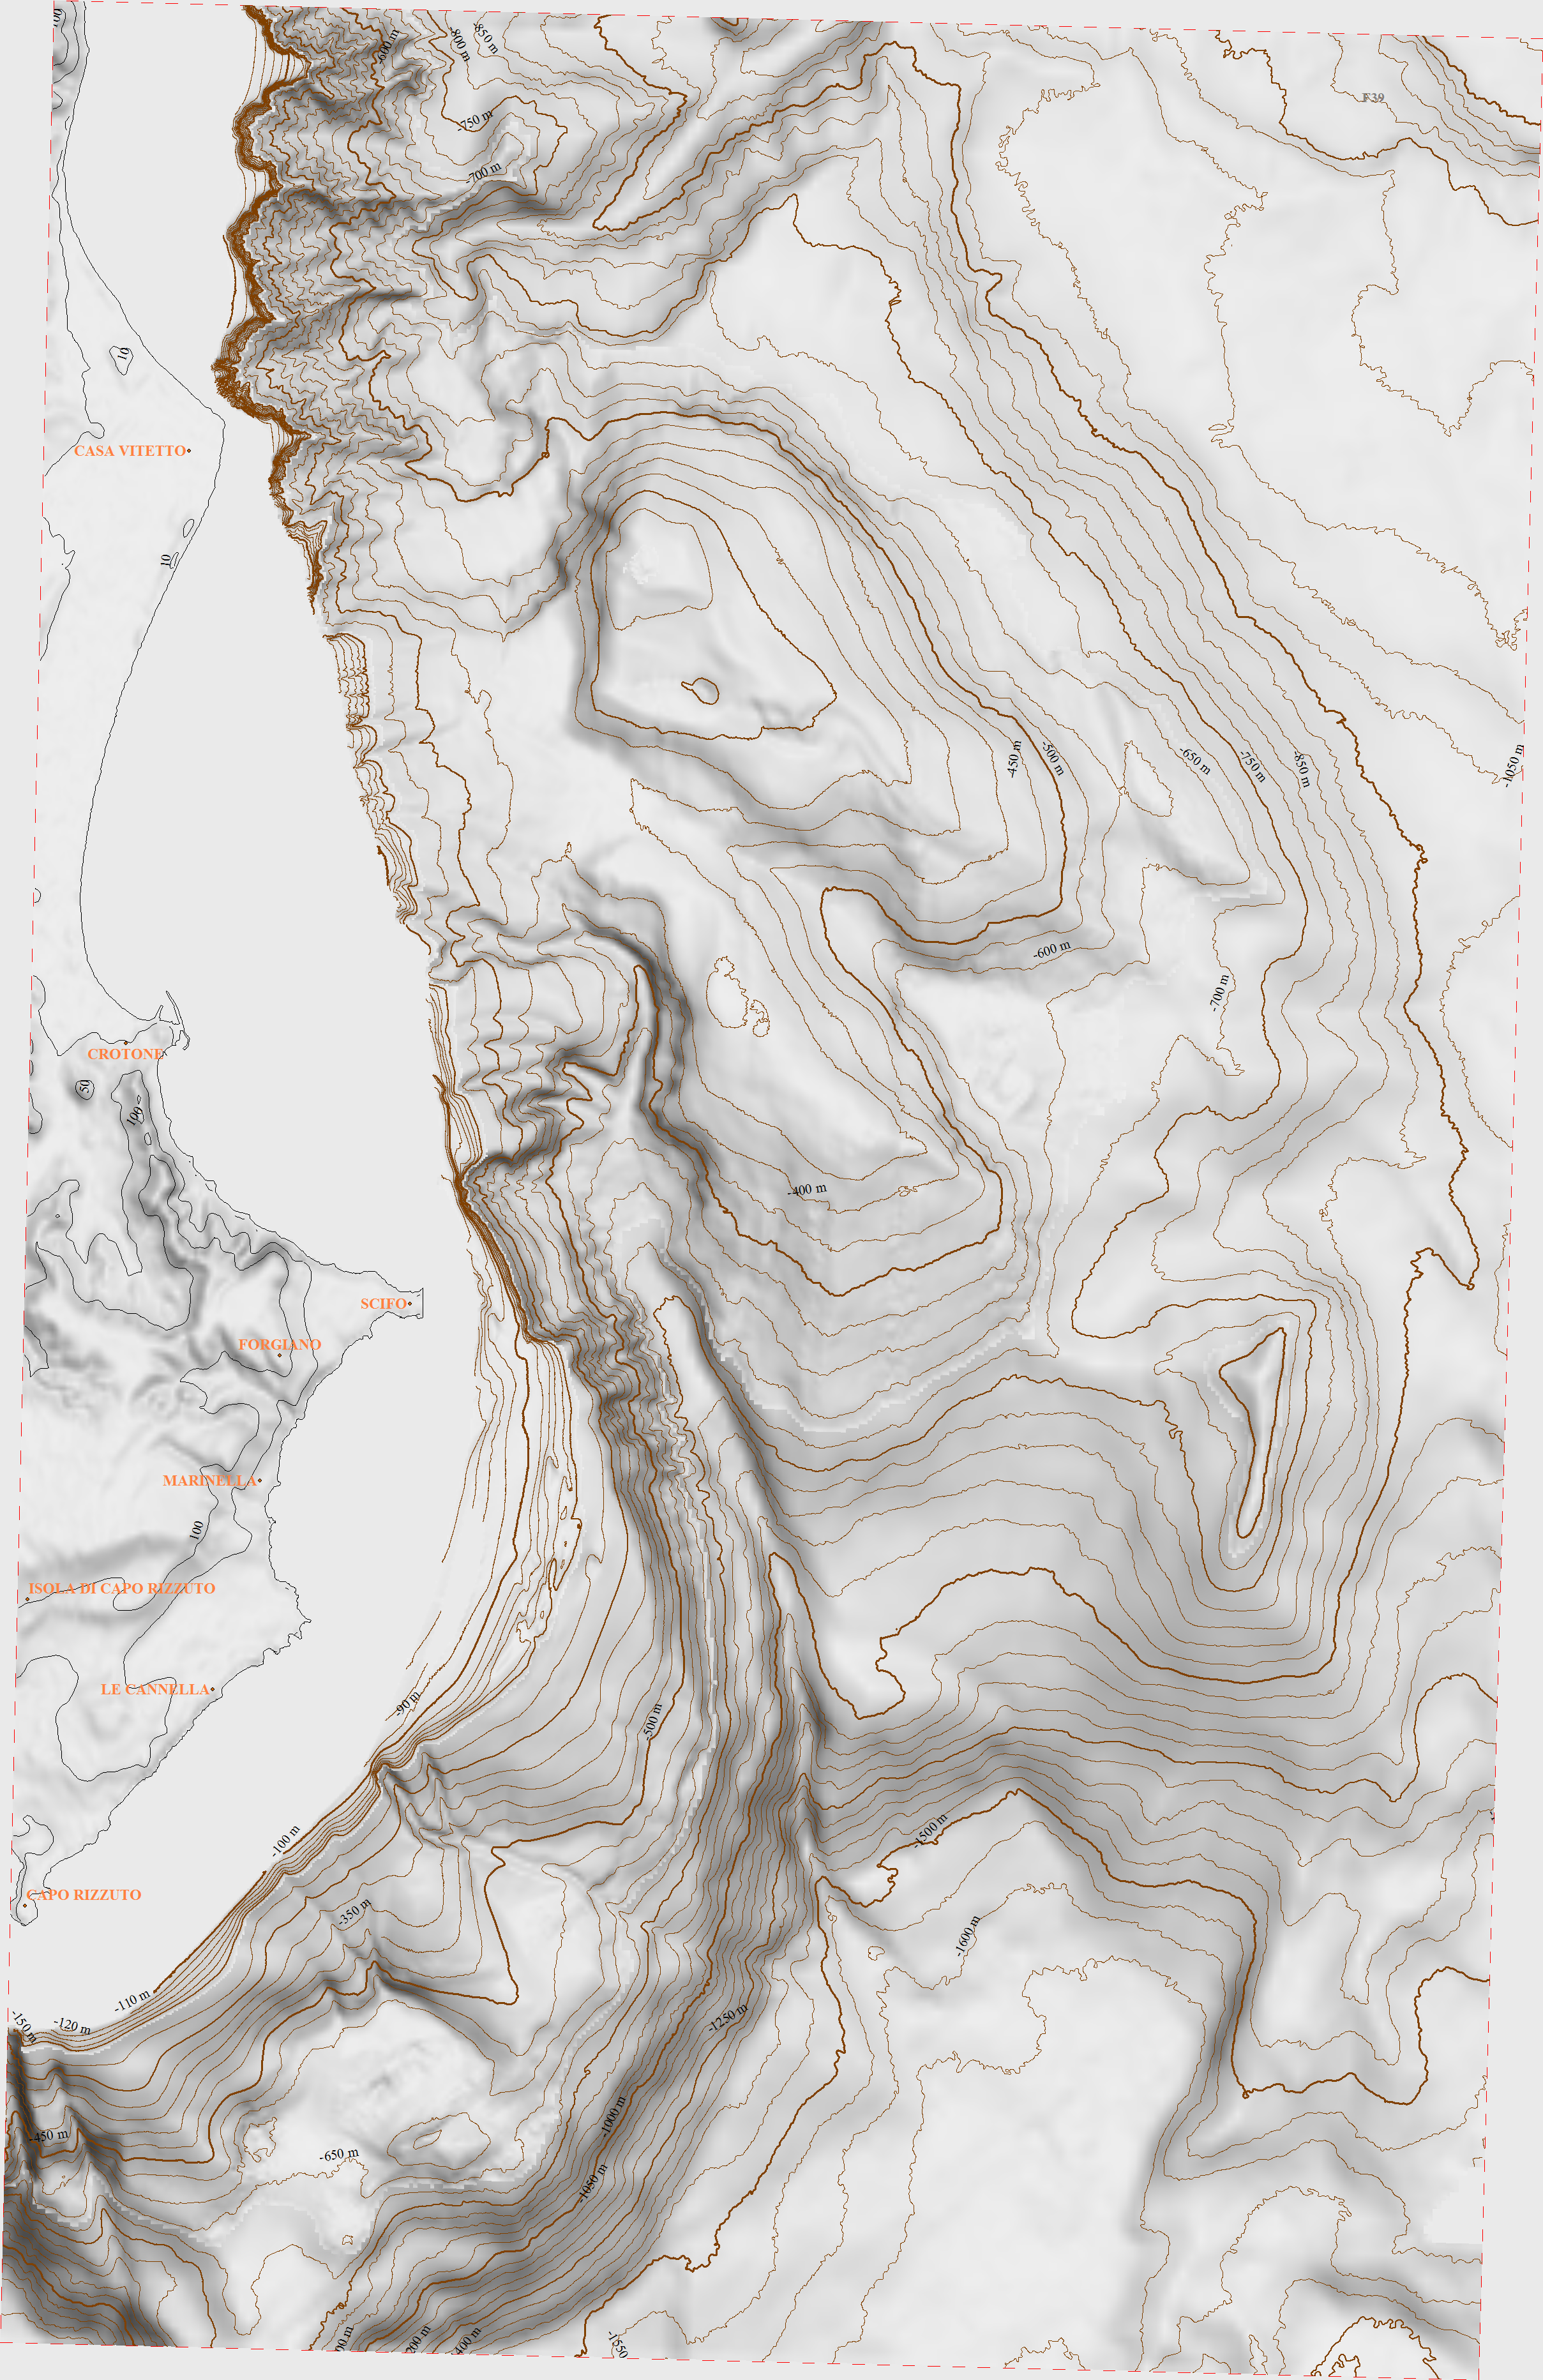 -600 m
-800 m
-850 m
F39
-750 m
-700 m
10
CASA VITETTO
10
-450 m
-500 m
-650 m
-750 m
-850 m
-1050 m
-600 m
-700 m
CROTONE
50
100
-400 m
SCIFO
FORGIANO
MARINELLA
100
ISOLA DI CAPO RIZZUTO
LE CANNELLA
-90 m
-500 m
-100 m
-1500 m
CAPO RIZZUTO
-350 m
-1600 m
-110 m
-120 m
-150 m
-1250 m
-450 m
-650 m
-1000 m
-1050 m
-1550